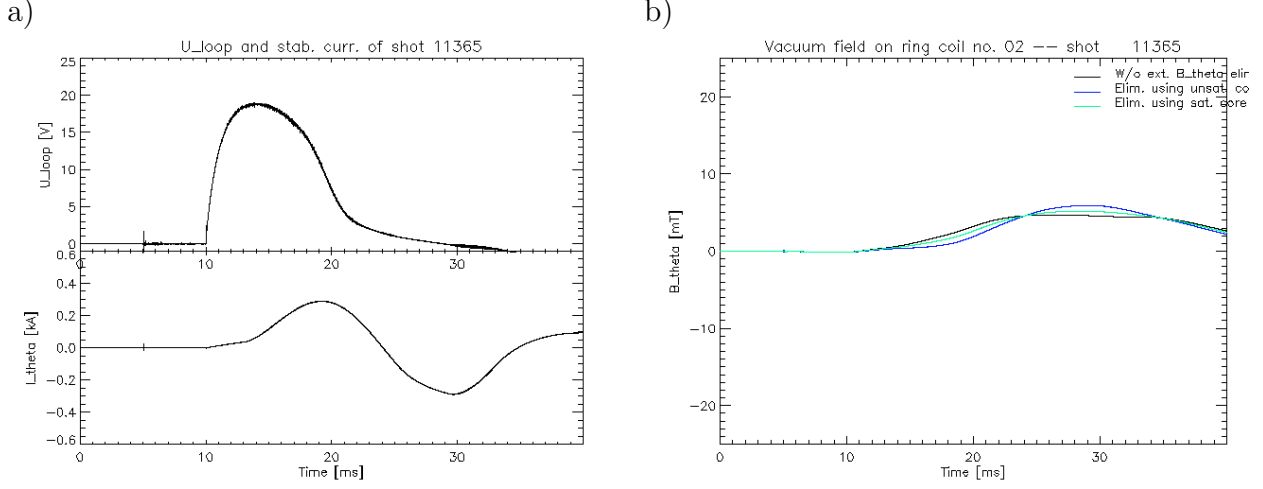 a)
U_loop and stab. curr. of shot 11365
U_loop [V]
25
20
15
10
5
0
0 10 20 30
I_theta [kA]
0.6
0.4
0.2
0.0
−0.2
−0.4
−0.6
0 10 20 30
Time [ms]
b)
Vacuum field on ring coil no. 02 −− shot 11365
W/o ext. B_theta elir
Elim. using unsat. co
Elim. using sat. core
B_theta [mT]
20
10
0
−10
−20
0 10 20 30
Time [ms]